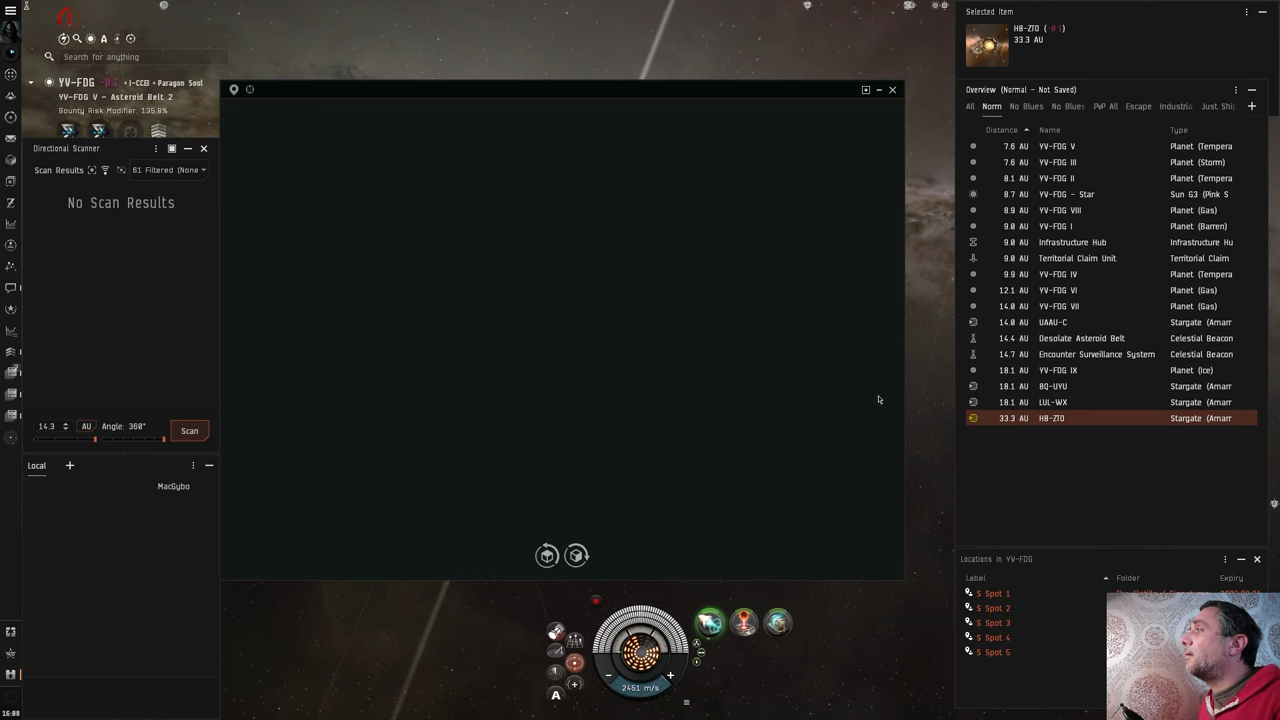 Search for anything
YV-FDG -0.1 < I-CCEI < Paragon Soul
YV-FDG V - Asteroid Belt 2
Bounty Risk Modifier: 135.8%
Directional Scanner
Scan Results
61 Filtered (None
No Scan Results
14.3
AU
Angle: 360°
Scan
Local
MacGybo
16:08
A
2451 m/s
Selected Item
H8-ZTO (-0.1)
33.3 AU
Overview (Normal - Not Saved)
All Norm No Blues No Blues PvP All Escape Industria Just Shi
Distance Name Type
7.6 AU YV-FDG V Planet (Tempera
7.6 AU YV-FDG III Planet (Storm)
8.1 AU YV-FDG II Planet (Tempera
8.7 AU YV-FDG - Star Sun G3 (Pink S
8.9 AU YV-FDG VIII Planet (Gas)
9.0 AU YV-FDG I Planet (Barren)
9.0 AU Infrastructure Hub Infrastructure Hu
9.0 AU Territorial Claim Unit Territorial Claim
9.9 AU YV-FDG IV Planet (Tempera
12.1 AU YV-FDG VI Planet (Gas)
14.0 AU YV-FDG VII Planet (Gas)
14.0 AU UAAU-C Stargate (Amarr
14.4 AU Desolate Asteroid Belt Celestial Beacon
14.7 AU Encounter Surveillance System Celestial Beacon
18.1 AU YV-FDG IX Planet (Ice)
18.1 AU 8Q-UYU Stargate (Amarr
18.1 AU LUL-WX Stargate (Amarr
33.3 AU H8-ZTO Stargate (Amarr
Locations in YV-FDG
Label Folder Expiry
S Spot 1
S Spot 2
S Spot 3
S Spot 4
S Spot 5